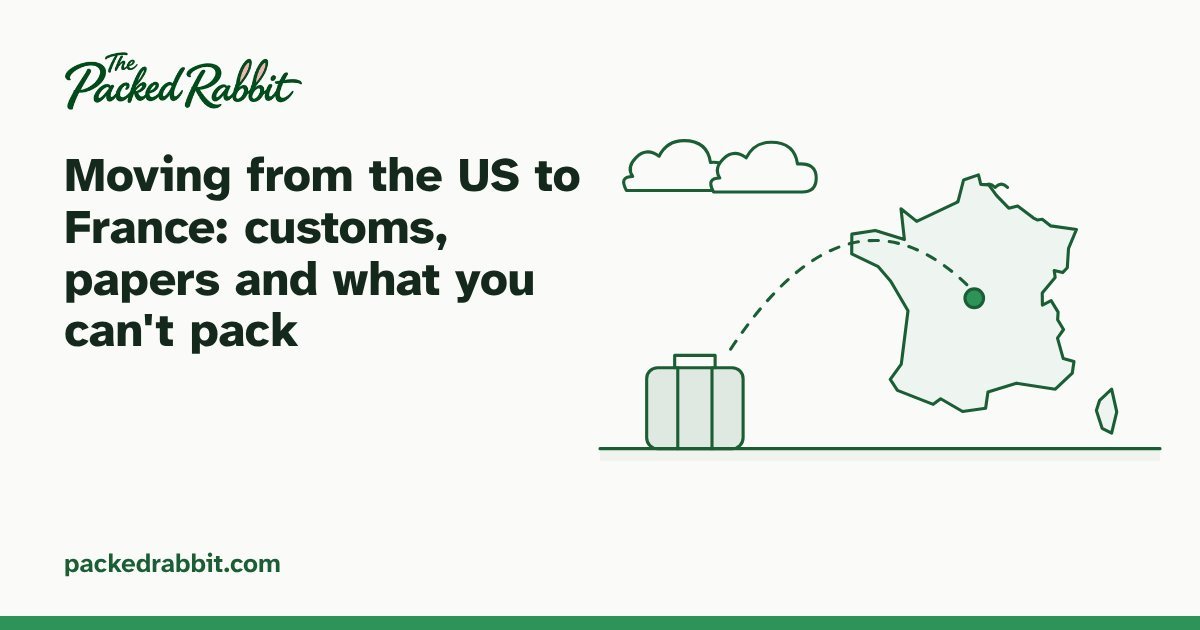 The
Packed Rabbit
Moving from the US to
France: customs,
papers and what you
can't pack
packedrabbit.com